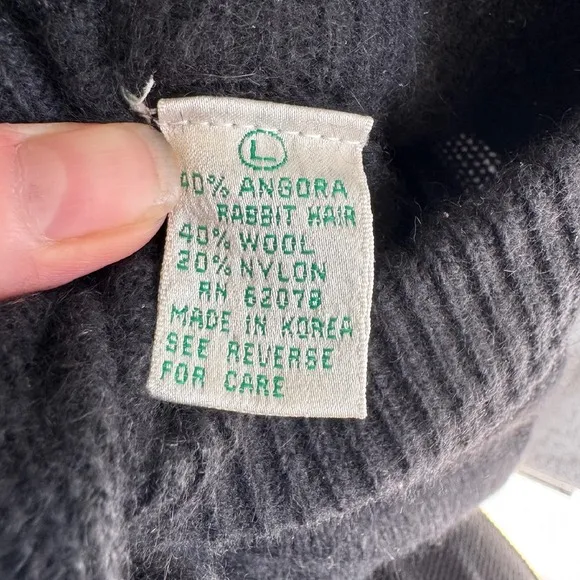 L
40% ANGORA
RABBIT HAIR
40% WOOL
20% NYLON
RN 62078
MADE IN KOREA
SEE REVERSE
FOR CARE